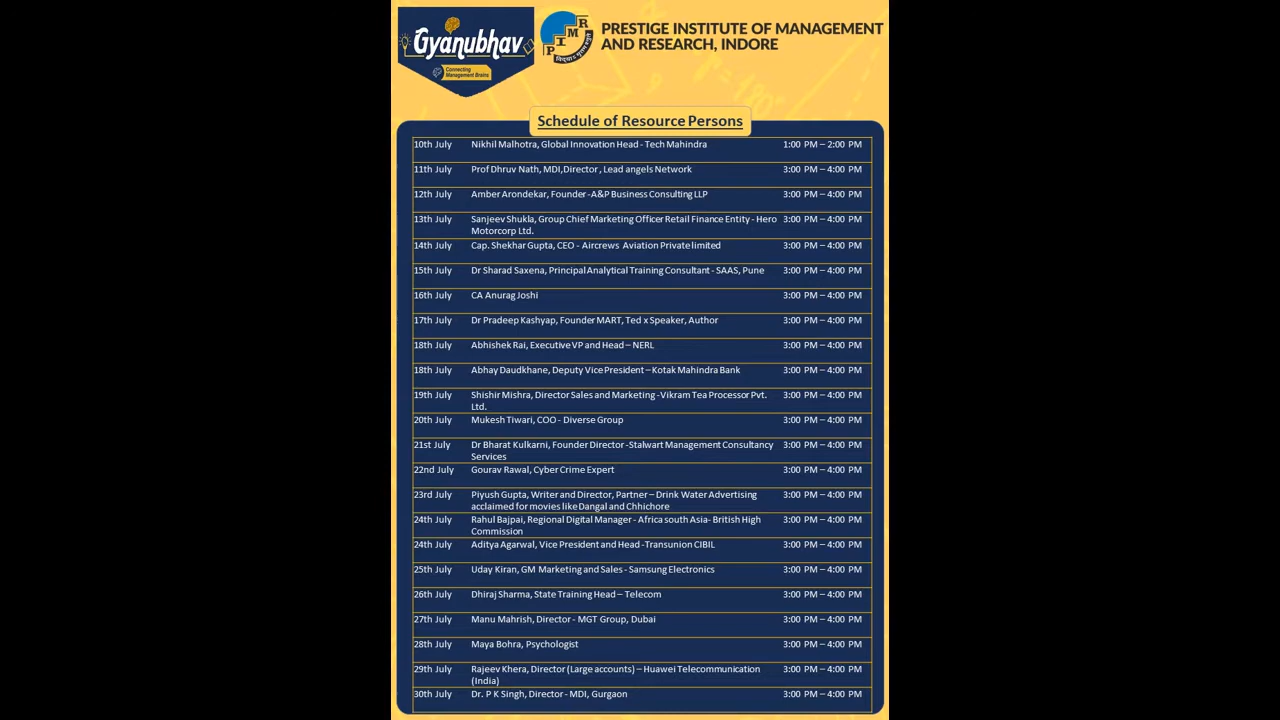 Gyanubhav
Connecting
Management Brains
PIMR
PRESTIGE INSTITUTE OF MANAGEMENT
AND RESEARCH, INDORE
Schedule of Resource Persons
10th July Nikhil Malhotra, Global Innovation Head - Tech Mahindra 1:00 PM – 2:00 PM
11th July Prof Dhruv Nath, MDI,Director , Lead angels Network 3:00 PM – 4:00 PM
12th July Amber Arondekar, Founder -A&P Business Consulting LLP 3:00 PM – 4:00 PM
13th July Sanjeev Shukla, Group Chief Marketing Officer Retail Finance Entity - Hero 3:00 PM – 4:00 PM
Motorcorp Ltd.
14th July Cap. Shekhar Gupta, CEO - Aircrews Aviation Private limited 3:00 PM – 4:00 PM
15th July Dr Sharad Saxena, Principal Analytical Training Consultant - SAAS, Pune 3:00 PM – 4:00 PM
16th July CA Anurag Joshi 3:00 PM – 4:00 PM
17th July Dr Pradeep Kashyap, Founder MART, Ted x Speaker, Author 3:00 PM – 4:00 PM
18th July Abhishek Rai, Executive VP and Head – NERL 3:00 PM – 4:00 PM
18th July Abhay Daudkhane, Deputy Vice President – Kotak Mahindra Bank 3:00 PM – 4:00 PM
19th July Shishir Mishra, Director Sales and Marketing -Vikram Tea Processor Pvt. 3:00 PM – 4:00 PM
Ltd.
20th July Mukesh Tiwari, COO - Diverse Group 3:00 PM – 4:00 PM
21st July Dr Bharat Kulkarni, Founder Director -Stalwart Management Consultancy 3:00 PM – 4:00 PM
Services
22nd July Gourav Rawal, Cyber Crime Expert 3:00 PM – 4:00 PM
23rd July Piyush Gupta, Writer and Director, Partner – Drink Water Advertising 3:00 PM – 4:00 PM
acclaimed for movies like Dangal and Chhichore
24th July Rahul Bajpai, Regional Digital Manager - Africa south Asia- British High 3:00 PM – 4:00 PM
Commission
24th July Aditya Agarwal, Vice President and Head -Transunion CIBIL 3:00 PM – 4:00 PM
25th July Uday Kiran, GM Marketing and Sales - Samsung Electronics 3:00 PM – 4:00 PM
26th July Dhiraj Sharma, State Training Head – Telecom 3:00 PM – 4:00 PM
27th July Manu Mahrish, Director - MGT Group, Dubai 3:00 PM – 4:00 PM
28th July Maya Bohra, Psychologist 3:00 PM – 4:00 PM
29th July Rajeev Khera, Director (Large accounts) – Huawei Telecommunication 3:00 PM – 4:00 PM
(India)
30th July Dr. P K Singh, Director - MDI, Gurgaon 3:00 PM – 4:00 PM